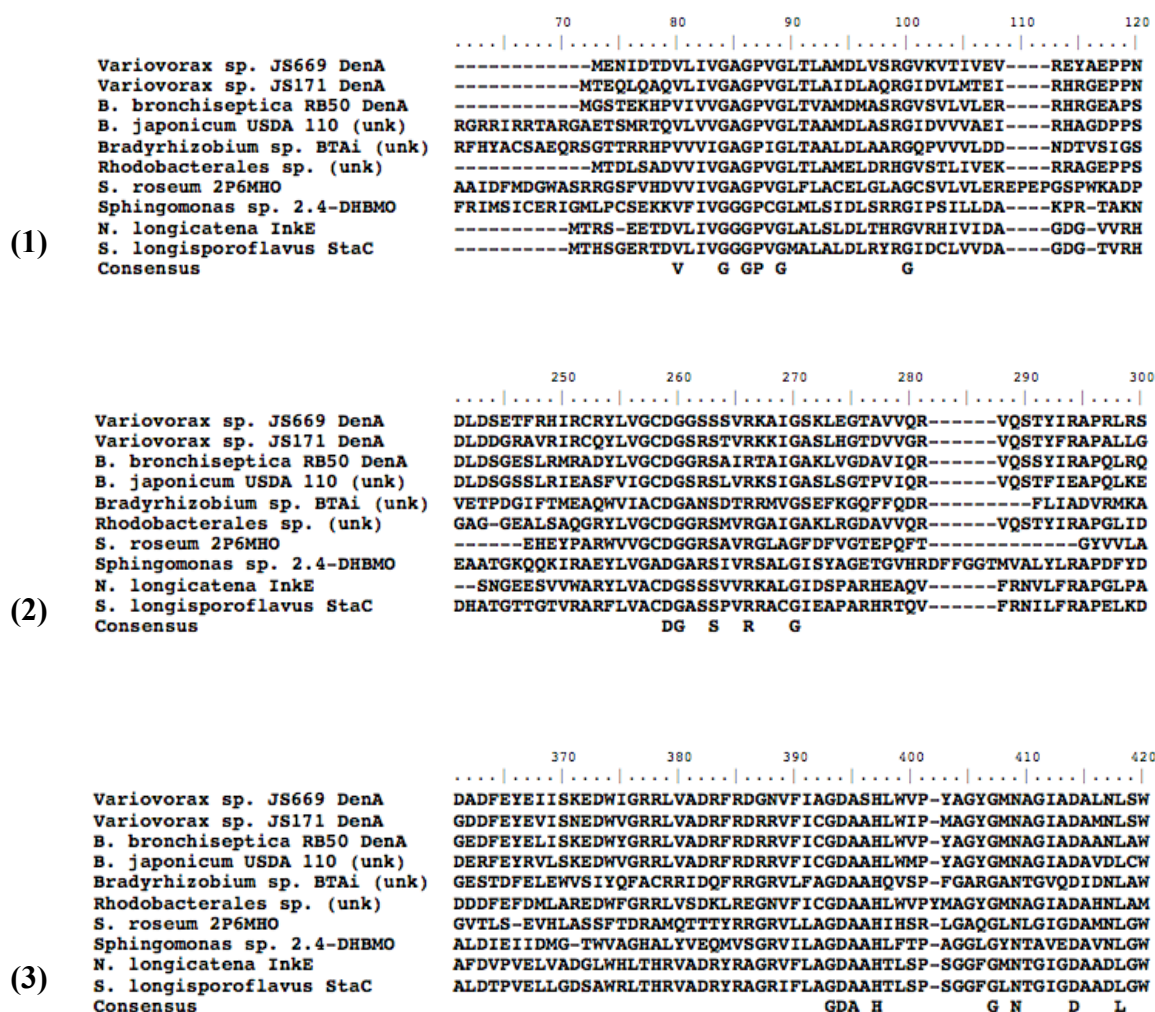 70 80 90 100 110 120
....|....|....|....|....|....|....|....|....|....|....|....|
Variovorax sp. JS669 DenA ------------MENIDTDVLIVGAGPVGLTLAMDLVSRGVKVTIVEV----REYAEPPN
Variovorax sp. JS171 DenA -----------MTEQLQAQVLIVGAGPVGLTLAIDLAQRGIDVLMTEI----RHRGEPPN
B. bronchiseptica RB50 DenA ------------MGSTEKHPVIVVGAGPVGLTVAMDMASRGVSVLVLER----RHRGEAPS
B. japonicum USDA 110 (unk) RGRRIRRTARGAETSMRTQVLVVGAGPVGLTAAMDLASRGIDVVVAEI----RHAGDPPS
Bradyrhizobium sp. BTAi (unk) RFHYACSAEQRSGTTRRHPVVVIGAGPIGLTAALDLAARGQPVVVLDD----NDTVSIGS
Rhodobacterales sp. (unk) ------------MTDLSADVVIVGAGPVGLTLAMELDRHGVSTLIVEK----RRAGEPPS
S. roseum 2P6MHO AAIDFMDGWASRRGSFVHDVVIVGAGPVGLFLACELGLAGCSVLVLEREPEPGSPWKADP
Sphingomonas sp. 2.4-DHBMO FRIMSICERIGMLPCSEKKVFIVGGGPCGLMLSIDLSRRGIPSILLDA----KPR-TAKN
(1)
N. longicatena InkE ----------MTRS-EETDVLIVGGGPVGLALSLDLTHRGVRHIVIDA----GDG-VVRH
S. longisporoflavus StaC ----------MTHSGERTDVLIVGGGPVGMALALDLRYRGIDCLVVDA----GDG-TVRH
Consensus V G GP G G
250 260 270 280 290 300
....|....|....|....|....|....|....|....|....|....|....|....|
Variovorax sp. JS669 DenA DLDSETFRHIRCRYLVGCDGGSSSVRKAIGSKLEGTAVVQR------VQSTYIRAPRLRS
Variovorax sp. JS171 DenA DLDDGRAVRIRCQYLVGCDGGRSTVRKKIGASLHGTDVVGR------VQSTYFRAPALLG
B. bronchiseptica RB50 DenA DLDSGESLRMRADYLVGCDGGRSAIRTAIGAKLVGDAVIQR------VQSSYIRAPQLRQ
B. japonicum USDA 110 (unk) DLDSGSSLRIEASFVIGCDGGRSLVRKSIGASLSGTPVIQR------VQSTFIEAPQLKE
Bradyrhizobium sp. BTAi (unk) VETPDGIFTMEAQWVIACDGANSDTRRMVGSEFKGQFFQDR---------FLIADVRMKA
Rhodobacterales sp. (unk) GAG-GEALSAQGRYLVGCDGGRSMVRGAIGAKLRGDAVVQR------VQSTYIRAPGLID
S. roseum 2P6MHO ------EHEYPARWVVGCDGGRSAVRGLAGFDFVGTEPQFT-------------GYVVLA
Sphingomonas sp. 2.4-DHBMO EAATGKQQKIRAEYLVGADGARSIVRSALGISYAGETGVHRDFFGGTMVALYLRAPDFYD
N. longicatena InkE --SNGEESVVWARYLVACDGSSSVVRKALGIDSPARHEAQV------FRNVLFRAPGLPA
(2)
S. longisporoflavus StaC DHATGTTGTVRARFLVACDGASSPVRRACGIEAPARHRTQV------FRNILFRAPELKD
Consensus DG S R G
370 380 390 400 410 420
....|....|....|....|....|....|....|....|....|....|....|....|
Variovorax sp. JS669 DenA DADFEYEIISKEDWIGRRLVADRFRDGNVFIAGDASHLWVP-YAGYGMNAGIADALNLSW
Variovorax sp. JS171 DenA GDDFEYEVISNEDWVGRRLVADRFRDRRVFICGDAAHLWIP-MAGYGMNAGIADAMNLSW
B. bronchiseptica RB50 DenA GEDFEYELISKEDWVGRRLVADRFRDRRVFICGDAAHLWVP-YAGYGMNAGIADAANLAW
B. japonicum USDA 110 (unk) DERFEYRVLSKEDWVGRRLVADRFRDRRVFICGDAAHLWMP-YAGYGMNAGIADAVDLCW
Bradyrhizobium sp. BTAi (unk) GESTDFELEWVSIYQFACRRIDQFRRGRVLFAGDAAHQVSP-FGARGANTGVQDIDNLAW
Rhodobacterales sp. (unk) DDDFEFDMLAREDWFGRRLVSDKLREGNVFIAGDAAHLWVPYMAGYGMNAGIADAHNLAM
S. roseum 2P6MHO GVTLS-EVHLASSFTDRAMQTTTYRRGRVLLAGDAAHIHSR-LGAQGLNLGIGDAMNLGW
Sphingomonas sp. 2.4-DHBMO ALDIEIIDMG-TWVAGHALYVEQMVSGRVILAGDAAHLFTP-AGGLGYNTAVEDAVNLGW
N. longicatena InkE AFDVPVELVADGLWHLTHRVADRYRAGRVFLAGDAAHTLSP-SGGFGMNTGIGDAADLGW
(3)
S. longisporoflavus StaC ALDTPVELLGDSAWRLTHRVADRYRAGRIFLAGDAAHTLSP-SGGFGLNTGIGDAADLGW
Consensus GDA H G N D L